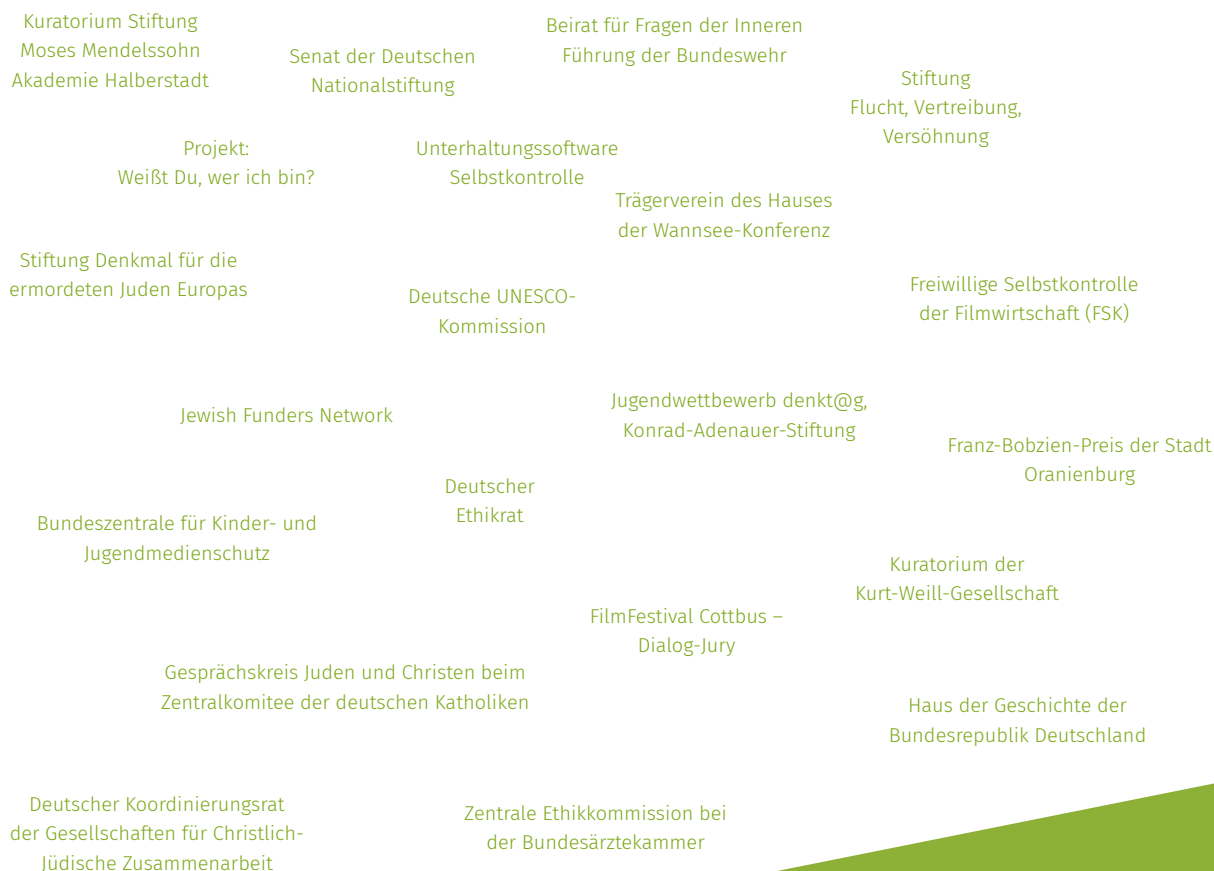 Kuratorium Stiftung
Moses Mendelssohn
Akademie Halberstadt
Senat der Deutschen
Nationalstiftung
Beirat für Fragen der Inneren
Führung der Bundeswehr
Stiftung
Flucht, Vertreibung,
Versöhnung
Projekt:
Weißt Du, wer ich bin?
Unterhaltungssoftware
Selbstkontrolle
Trägerverein des Hauses
der Wannsee-Konferenz
Stiftung Denkmal für die
ermordeten Juden Europas
Deutsche UNESCO-
Kommission
Freiwillige Selbstkontrolle
der Filmwirtschaft (FSK)
Jewish Funders Network
Jugendwettbewerb denkt@g,
Konrad-Adenauer-Stiftung
Franz-Bobzien-Preis der Stadt
Oranienburg
Deutscher
Ethikrat
Bundeszentrale für Kinder- und
Jugendmedienschutz
Kuratorium der
Kurt-Weill-Gesellschaft
FilmFestival Cottbus –
Dialog-Jury
Gesprächskreis Juden und Christen beim
Zentralkomitee der deutschen Katholiken
Haus der Geschichte der
Bundesrepublik Deutschland
Deutscher Koordinierungsrat
der Gesellschaften für Christlich-
Jüdische Zusammenarbeit
Zentrale Ethikkommission bei
der Bundesärztekammer